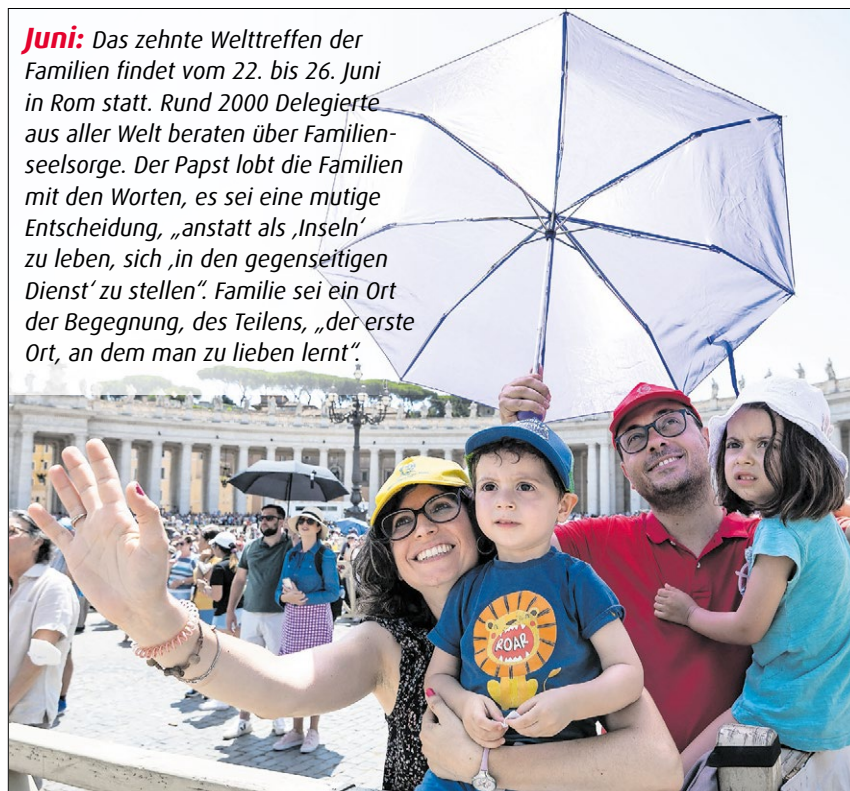 Juni: Das zehnte Welttreffen der
Familien findet vom 22. bis 26. Juni
in Rom statt. Rund 2000 Delegierte
aus aller Welt beraten über Familien-
seelsorge. Der Papst lobt die Familien
mit den Worten, es sei eine mutige
Entscheidung, „anstatt als ‚Inseln‘
zu leben, sich ‚in den gegenseitigen
Dienst‘ zu stellen“. Familie sei ein Ort
der Begegnung, des Teilens, „der erste
Ort, an dem man zu lieben lernt“.
ROAR